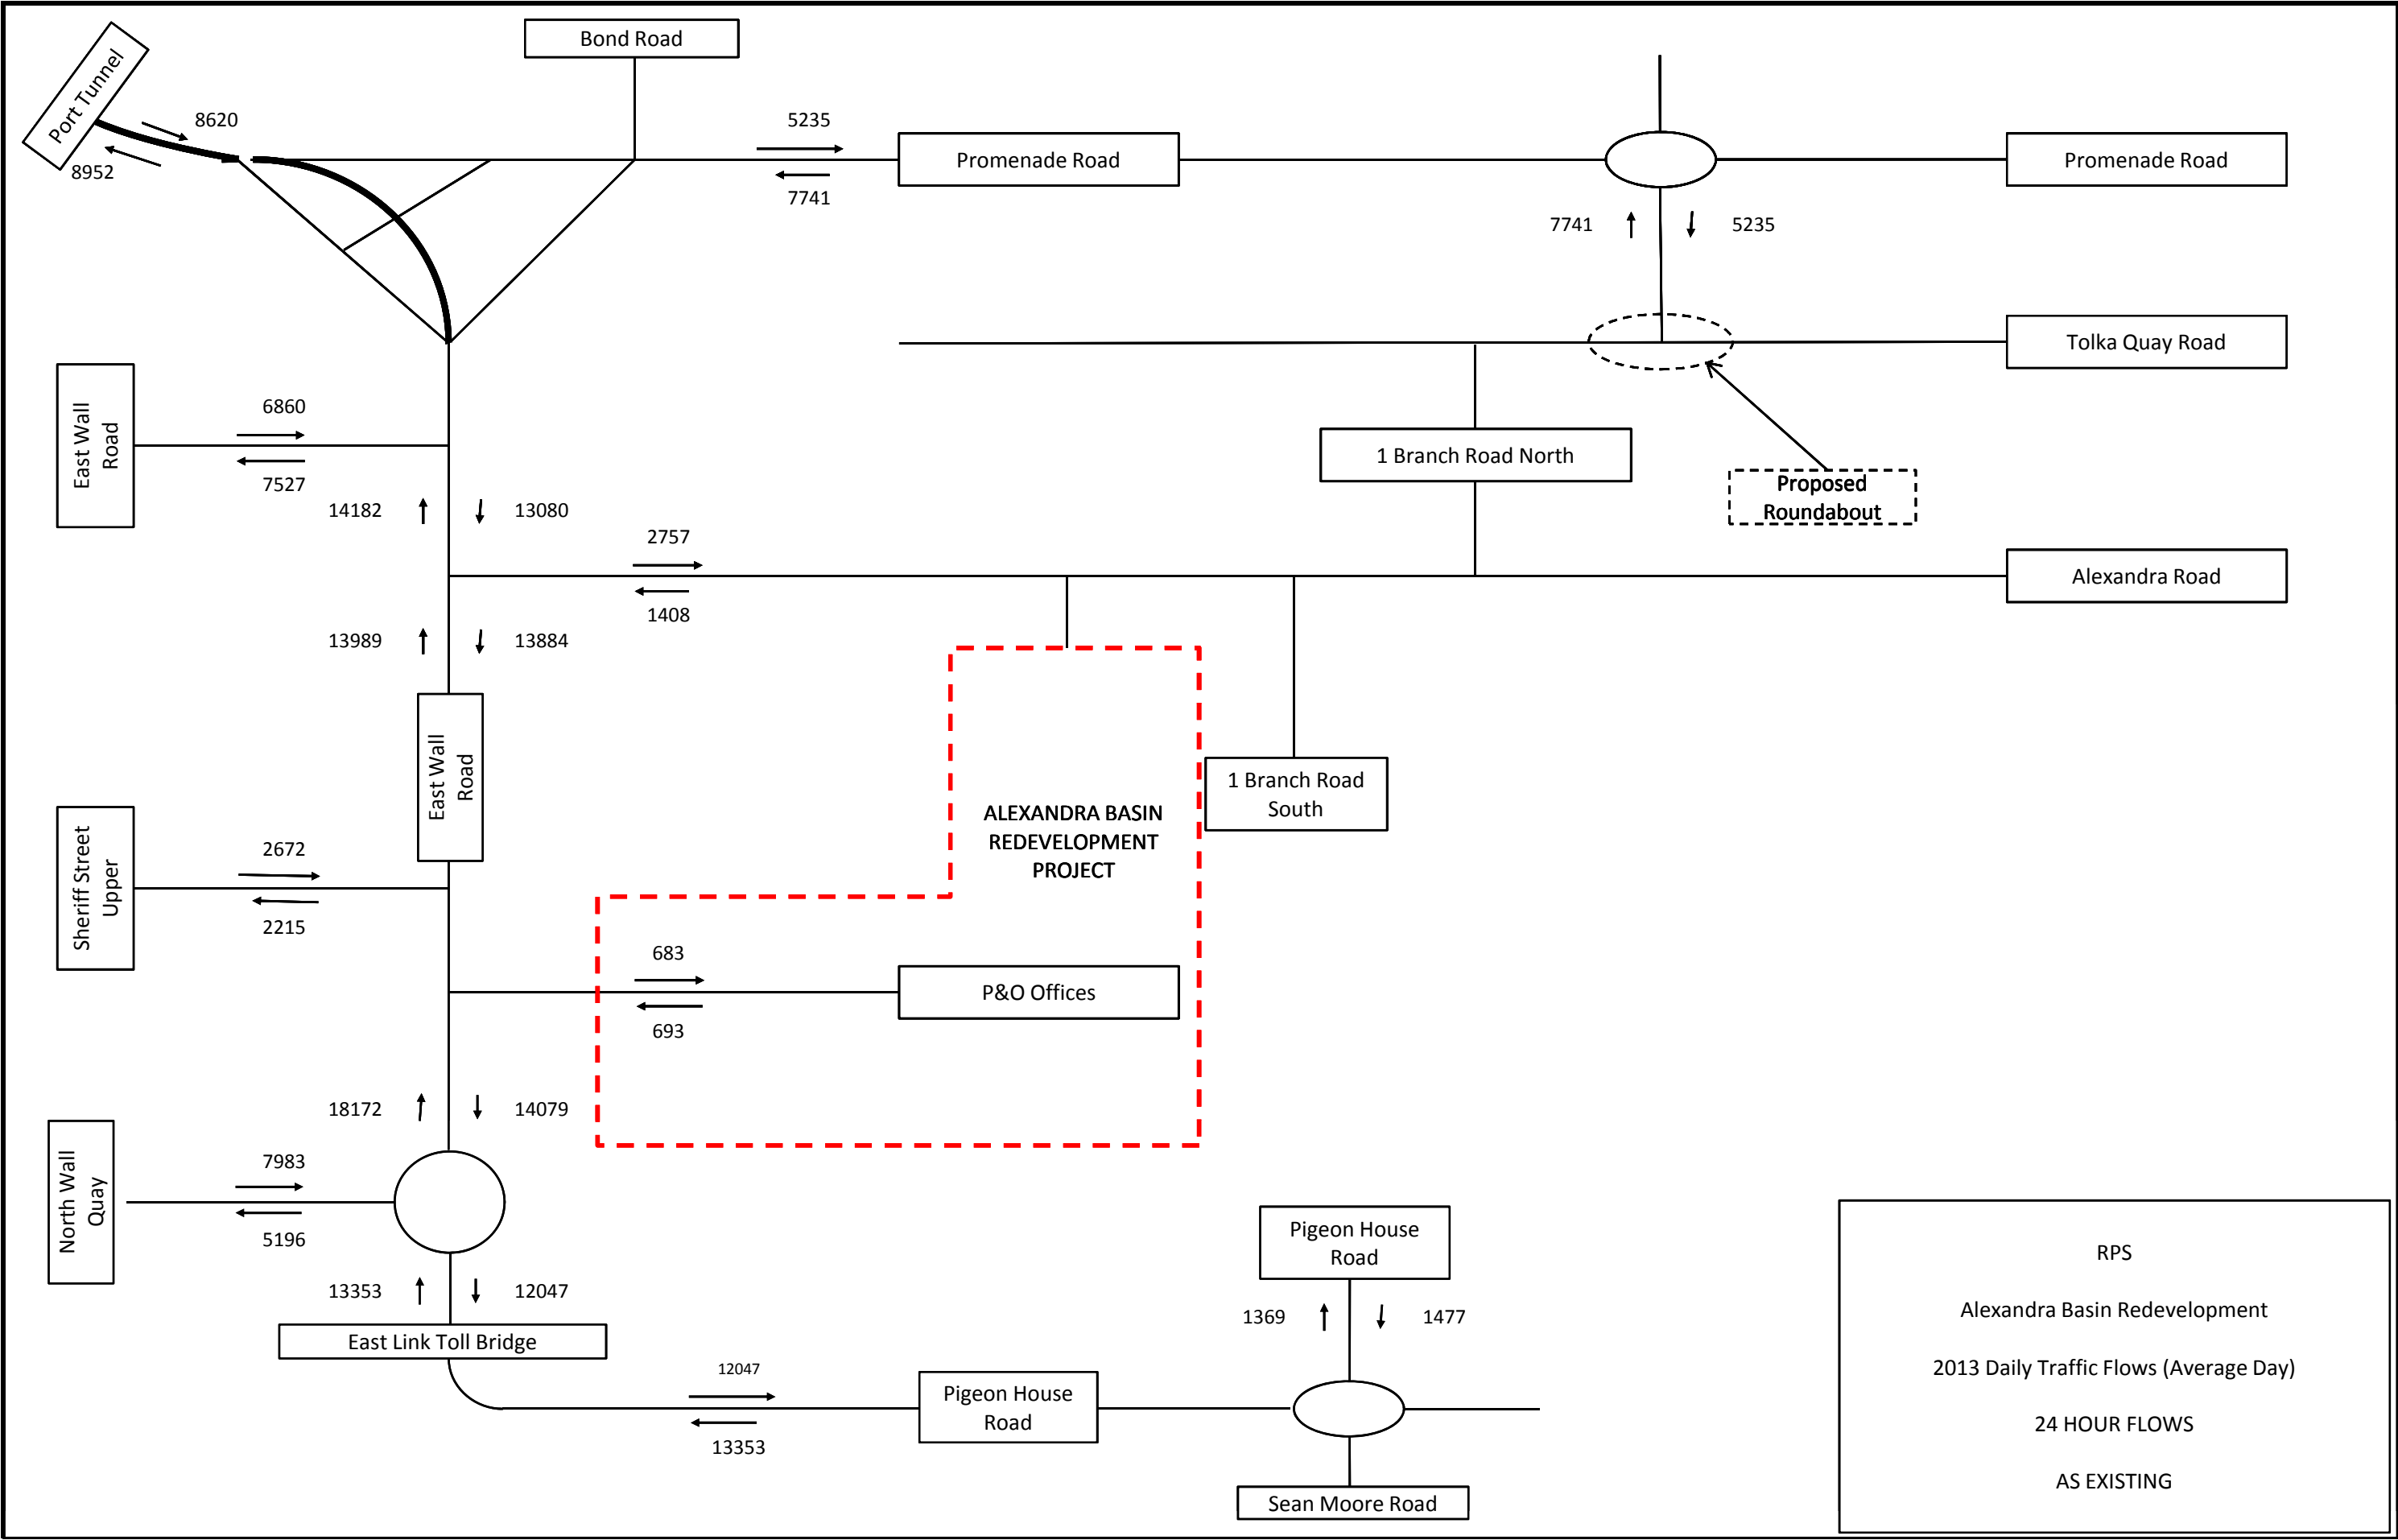 Bond Road
Port Tunnel
8620
8952
5235
7741
Promenade Road
Promenade Road
7741
5235
Tolka Quay Road
East Wall
Road
6860
7527
14182
13080
1 Branch Road North
Proposed
Roundabout
2757
1408
Alexandra Road
13989
13884
East Wall
Road
1 Branch Road
South
ALEXANDRA BASIN
REDEVELOPMENT
PROJECT
Sheriff Street
Upper
2672
2215
683
693
P&O Offices
18172
14079
North Wall
Quay
7983
5196
13353
12047
East Link Toll Bridge
12047
13353
Pigeon House
Road
Pigeon House
Road
1369
1477
Sean Moore Road
RPS
Alexandra Basin Redevelopment
2013 Daily Traffic Flows (Average Day)
24 HOUR FLOWS
AS EXISTING